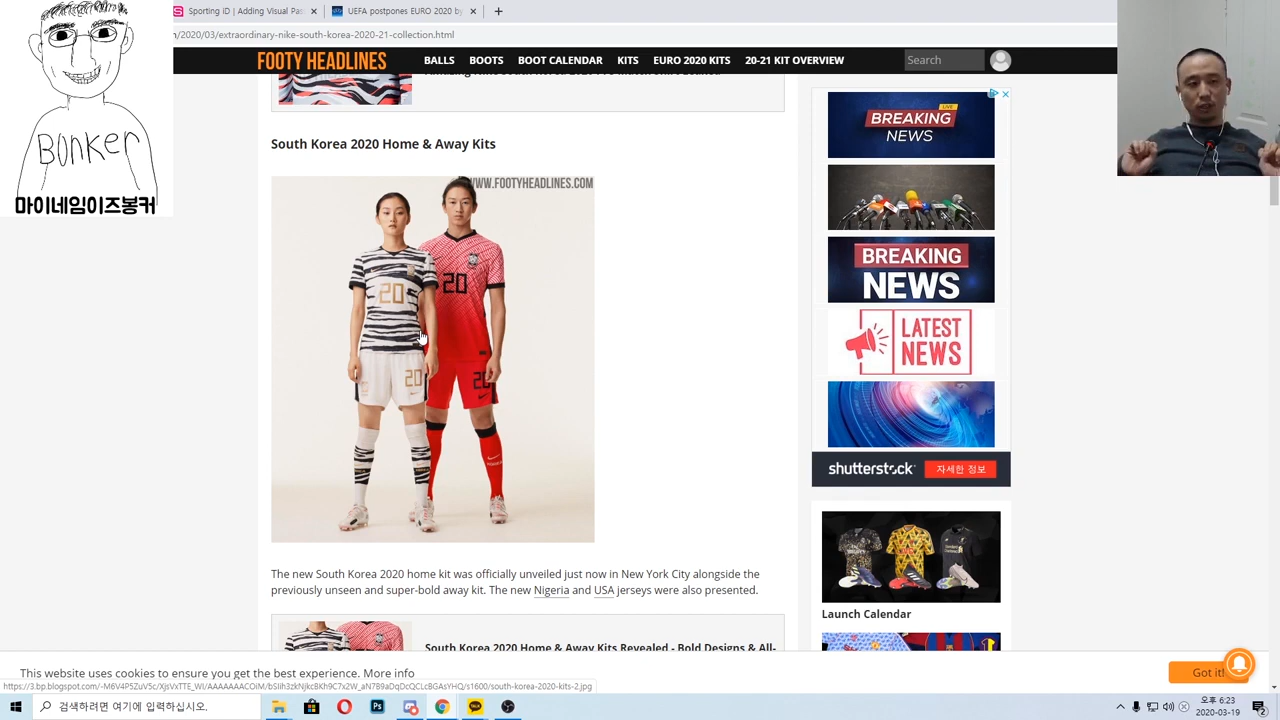 Sporting ID | Adding Visual Pas
UEFA postpones EURO 2020 by
/2020/03/extraordinary-nike-south-korea-2020-21-collection.html
FOOTY HEADLINES
BALLS
BOOTS
BOOT CALENDAR
KITS
EURO 2020 KITS
20-21 KIT OVERVIEW
Search
BONKER
마이네임이즈봉커
South Korea 2020 Home & Away Kits
WWW.FOOTYHEADLINES.COM
20
20
20
20
LIVE
BREAKING
NEWS
BREAKING
NEWS
LATEST
NEWS
shutterstock
자세한 정보
Launch Calendar
The new South Korea 2020 home kit was officially unveiled just now in New York City alongside the
previously unseen and super-bold away kit. The new Nigeria and USA jerseys were also presented.
South Korea 2020 Home & Away Kits Revealed - Bold Designs & All-
This website uses cookies to ensure you get the best experience. More info
Got it!
검색하려면 여기에 입력하십시오.
TALK
Ps
오후 6:23
2020-03-19
2